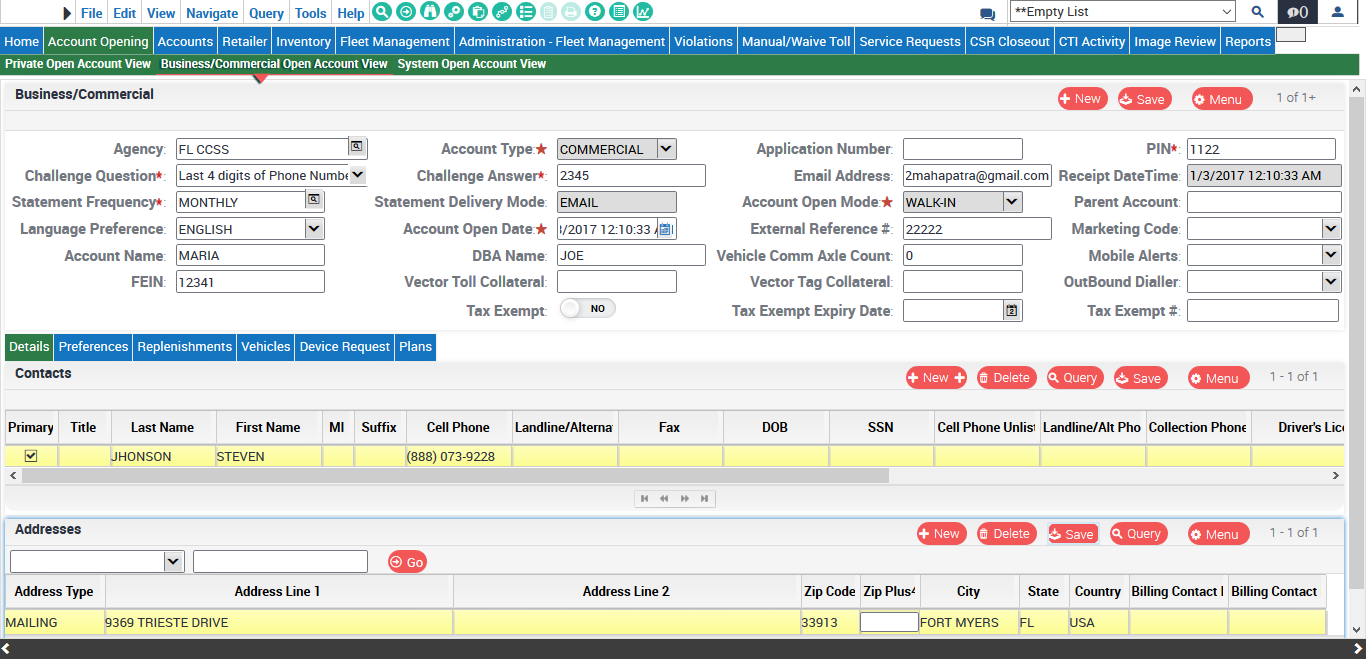 File Edit View Navigate Query Tools Help **Empty List 0
Home Account Opening Accounts Retailer Inventory Fleet Management Administration - Fleet Management Violations Manual/Waive Toll Service Requests CSR Closeout CTI Activity Image Review Reports
Private Open Account View Business/Commercial Open Account View System Open Account View
Business/Commercial New Save Menu 1 of 1+
Agency: FL CCSS Account Type: COMMERCIAL Application Number: PIN*: 1122
Challenge Question*: Last 4 digits of Phone Numbe Challenge Answer*: 2345 Email Address: 2mahapatra@gmail.com Receipt DateTime: 1/3/2017 12:10:33 AM
Statement Frequency*: MONTHLY Statement Delivery Mode: EMAIL Account Open Mode: WALK-IN Parent Account:
Language Preference: ENGLISH Account Open Date: /2017 12:10:33 External Reference #: 22222 Marketing Code:
Account Name: MARIA DBA Name: JOE Vehicle Comm Axle Count: 0 Mobile Alerts:
FEIN: 12341 Vector Toll Collateral: Vector Tag Collateral: OutBound Dialler:
Tax Exempt: NO Tax Exempt Expiry Date: Tax Exempt #:
Details Preferences Replenishments Vehicles Device Request Plans
Contacts New Delete Query Save Menu 1 - 1 of 1
Primary Title Last Name First Name MI Suffix Cell Phone Landline/Alterna Fax DOB SSN Cell Phone Unlist Landline/Alt Pho Collection Phone Driver's Lice
JHONSON STEVEN (888) 073-9228
Addresses New Delete Save Query Menu 1 - 1 of 1
Go
Address Type Address Line 1 Address Line 2 Zip Code Zip Plus4 City State Country Billing Contact Billing Contact
MAILING 9369 TRIESTE DRIVE 33913 FORT MYERS FL USA